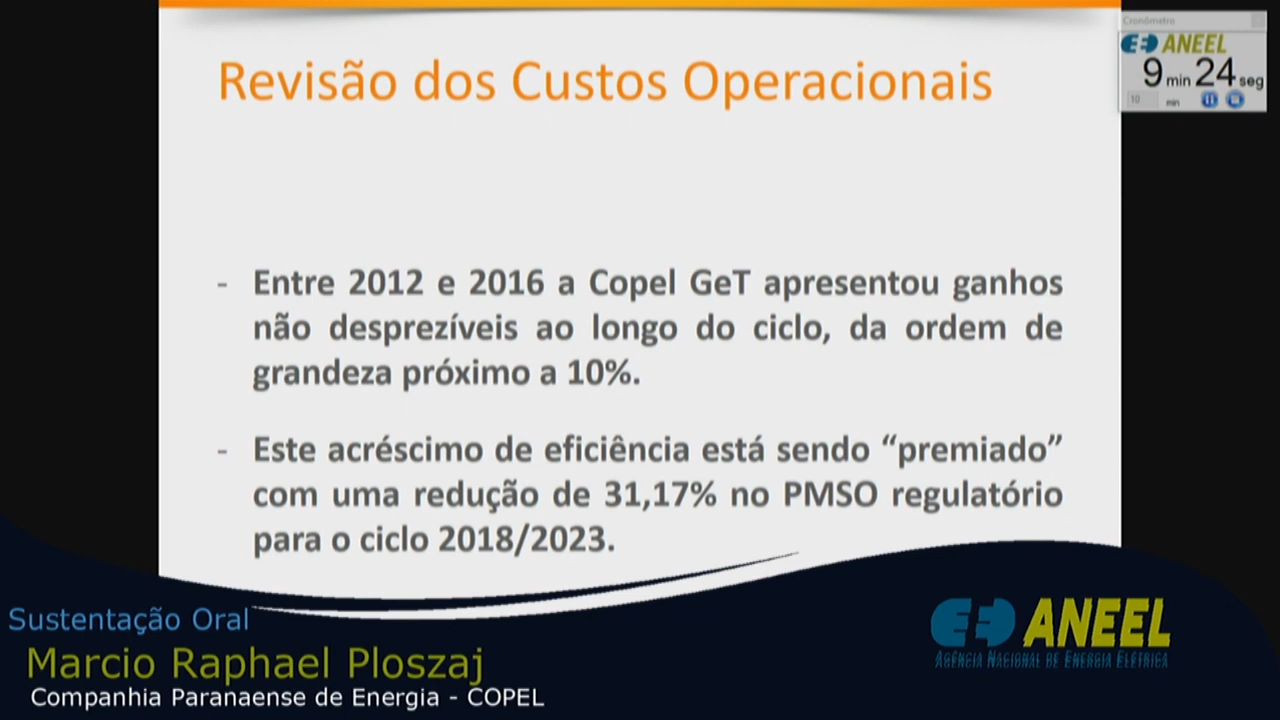 Revisão dos Custos Operacionais
Cronômetro
ANEEL
9 min 24 seg
10 min
- Entre 2012 e 2016 a Copel GeT apresentou ganhos
não desprezíveis ao longo do ciclo, da ordem de
grandeza próximo a 10%.
- Este acréscimo de eficiência está sendo “premiado”
com uma redução de 31,17% no PMSO regulatório
para o ciclo 2018/2023.
Sustentação Oral
Marcio Raphael Ploszaj
Companhia Paranaense de Energia - COPEL
ANEEL
AGÊNCIA NACIONAL DE ENERGIA ELÉTRICA